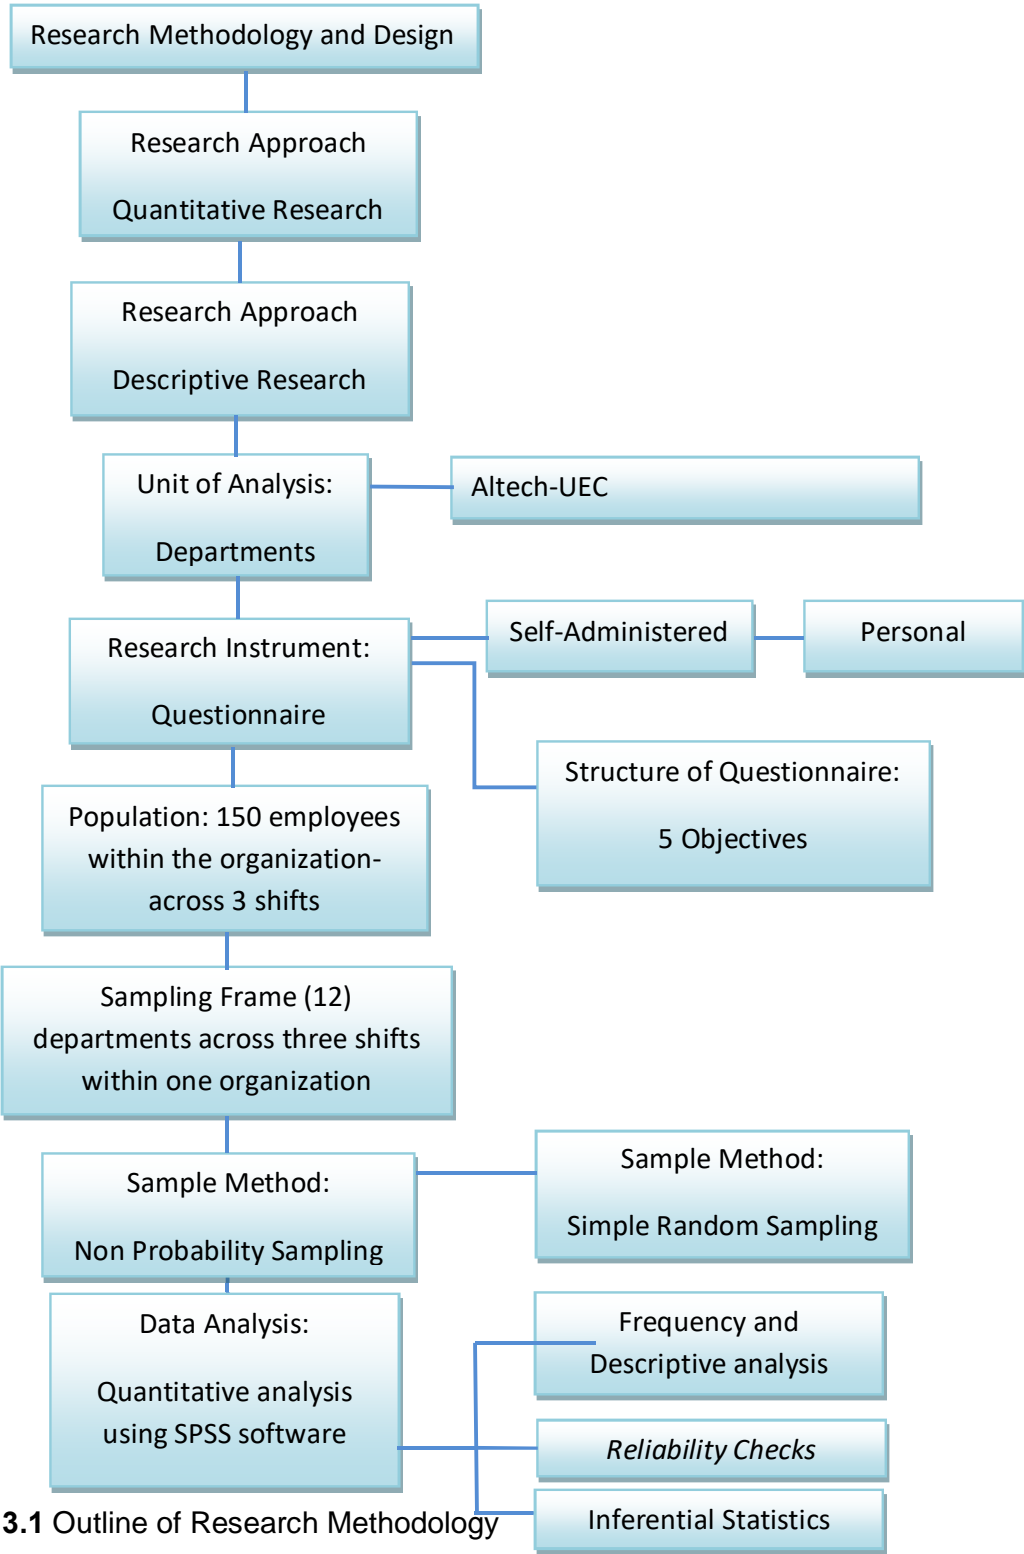 Research Methodology and Design
Research Approach
Quantitative Research
Research Approach
Descriptive Research
Unit of Analysis:
Departments
Altech-UEC
Research Instrument:
Questionnaire
Self-Administered
Personal
Structure of Questionnaire:
5 Objectives
Population: 150 employees
within the organization-
across 3 shifts
Sampling Frame (12)
departments across three shifts
within one organization
Sample Method:
Non Probability Sampling
Sample Method:
Simple Random Sampling
Data Analysis:
Quantitative analysis
using SPSS software
Frequency and
Descriptive analysis
Reliability Checks
Inferential Statistics
3.1 Outline of Research Methodology